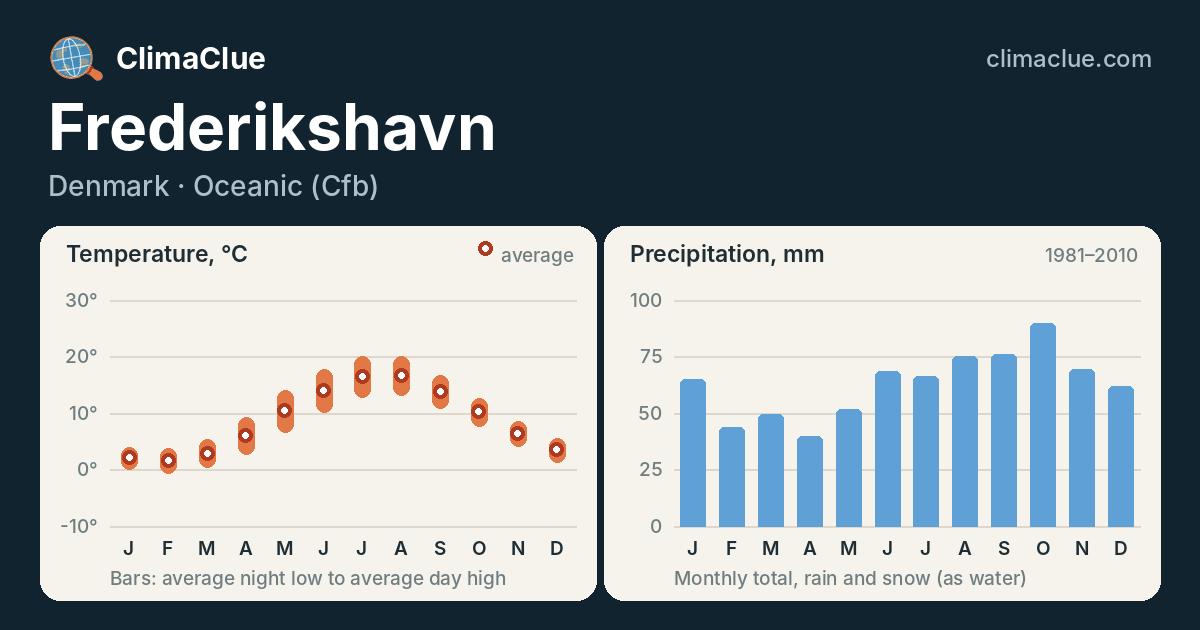 ClimaClue
climaclue.com
Frederikshavn
Denmark · Oceanic (Cfb)
Temperature, °C
average
30°
20°
10°
0°
-10°
J F M A M J J A S O N D
Bars: average night low to average day high
Precipitation, mm
1981–2010
100
75
50
25
0
J F M A M J J A S O N D
Monthly total, rain and snow (as water)